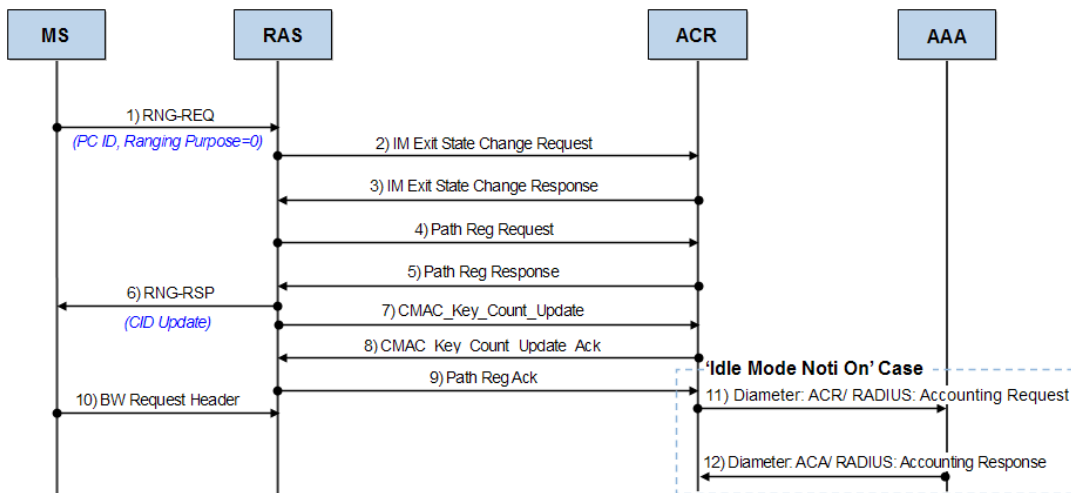 MS
RAS
ACR
AAA
1) RNG-REQ
(PC ID, Ranging Purpose=0)
2) IM Exit State Change Request
3) IM Exit State Change Response
4) Path Reg Request
5) Path Reg Response
6) RNG-RSP
(CID Update)
7) CMAC_Key_Count_Update
8) CMAC_Key_Count_Update_Ack
'Idle Mode Noti On' Case
9) Path Reg Ack
10) BW Request Header
11) Diameter: ACR/ RADIUS: Accounting Request
12) Diameter: ACA/ RADIUS: Accounting Response